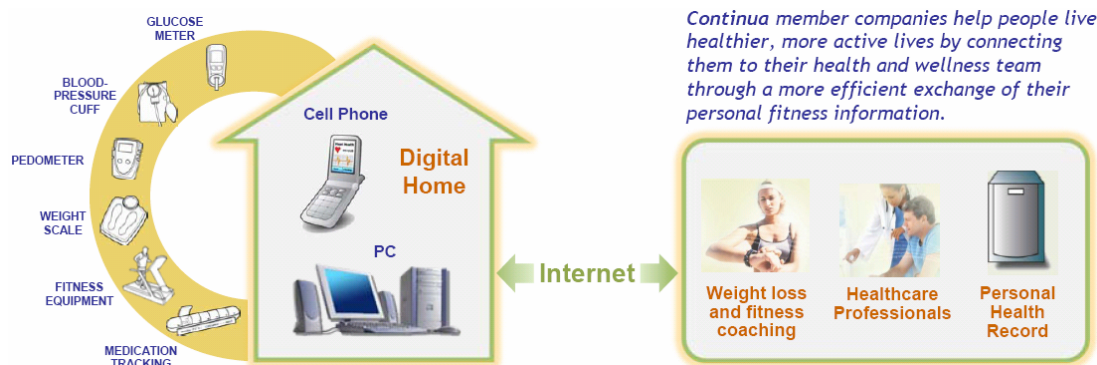 GLUCOSE
METER
BLOOD-
PRESSURE
CUFF
PEDOMETER
WEIGHT
SCALE
FITNESS
EQUIPMENT
MEDICATION
TRACKING
Cell Phone
Digital
Home
PC
Internet
Continua member companies help people live
healthier, more active lives by connecting
them to their health and wellness team
through a more efficient exchange of their
personal fitness information.
Weight loss
and fitness
coaching
Healthcare
Professionals
Personal
Health
Record